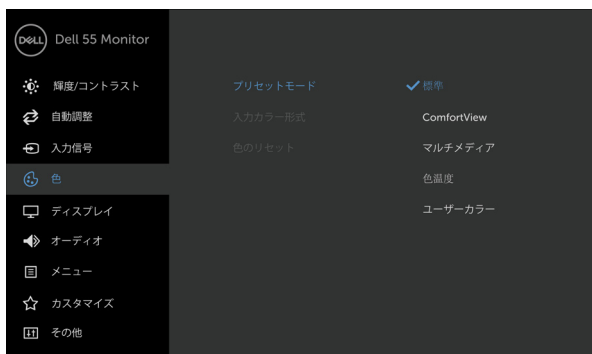 DELL
Dell 55 Monitor
輝度/コントラスト
プリセットモード
標準
自動調整
入力カラー形式
ComfortView
入力信号
色のリセット
マルチメディア
色
色温度
ディスプレイ
ユーザーカラー
オーディオ
メニュー
カスタマイズ
その他